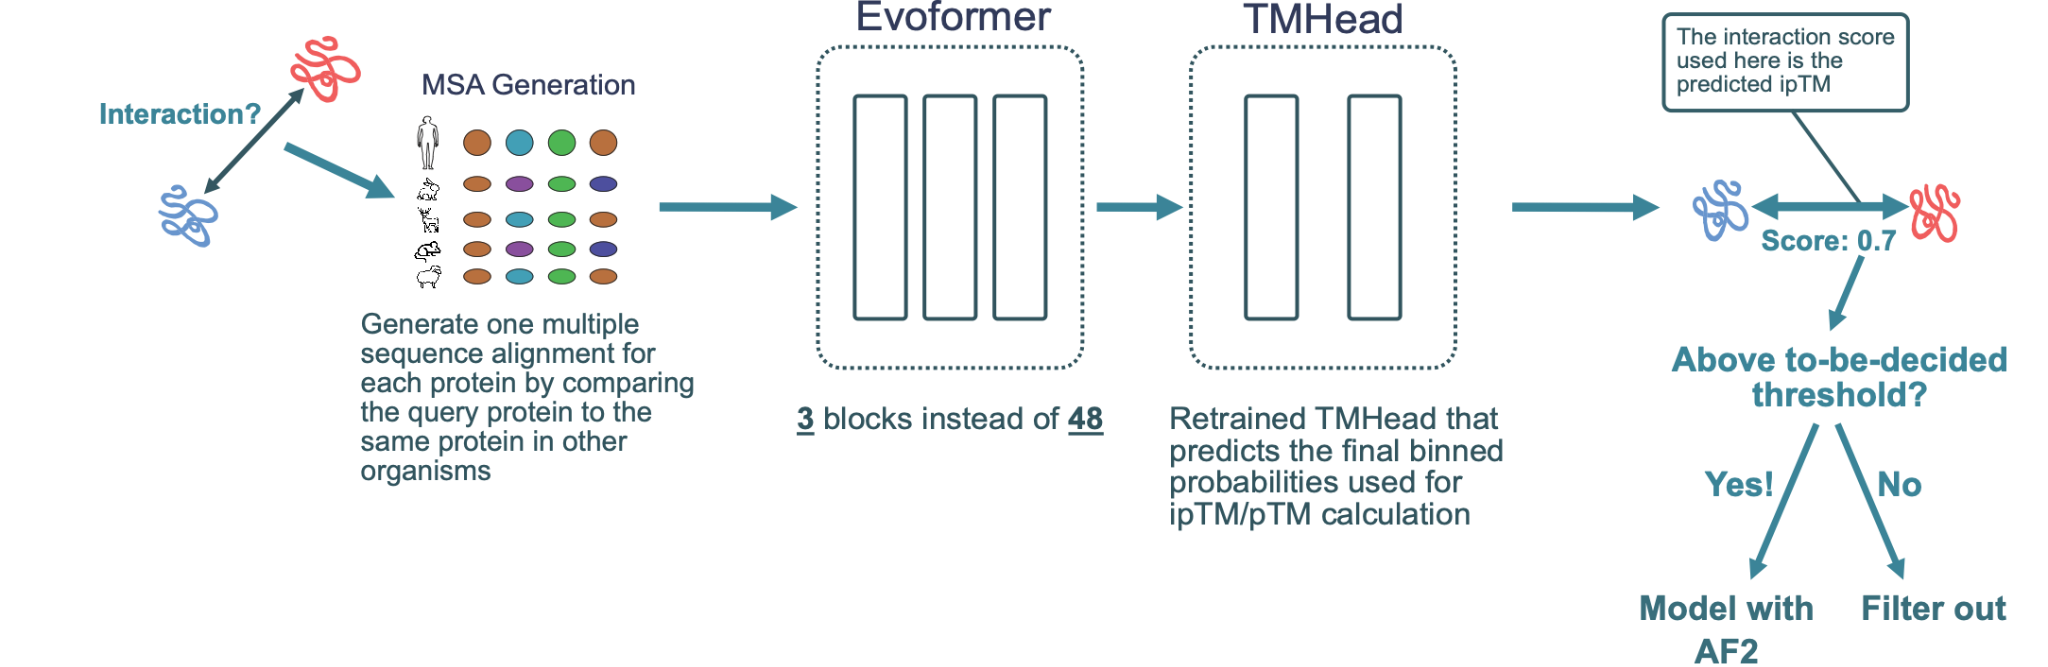 Interaction?
MSA Generation
Generate one multiple
sequence alignment for
each protein by comparing
the query protein to the
same protein in other
organisms
Evoformer
3 blocks instead of 48
TMHead
Retrained TMHead that
predicts the final binned
probabilities used for
ipTM/pTM calculation
The interaction score
used here is the
predicted ipTM
Score: 0.7
Above to-be-decided
threshold?
Yes!
No
Model with
AF2
Filter out